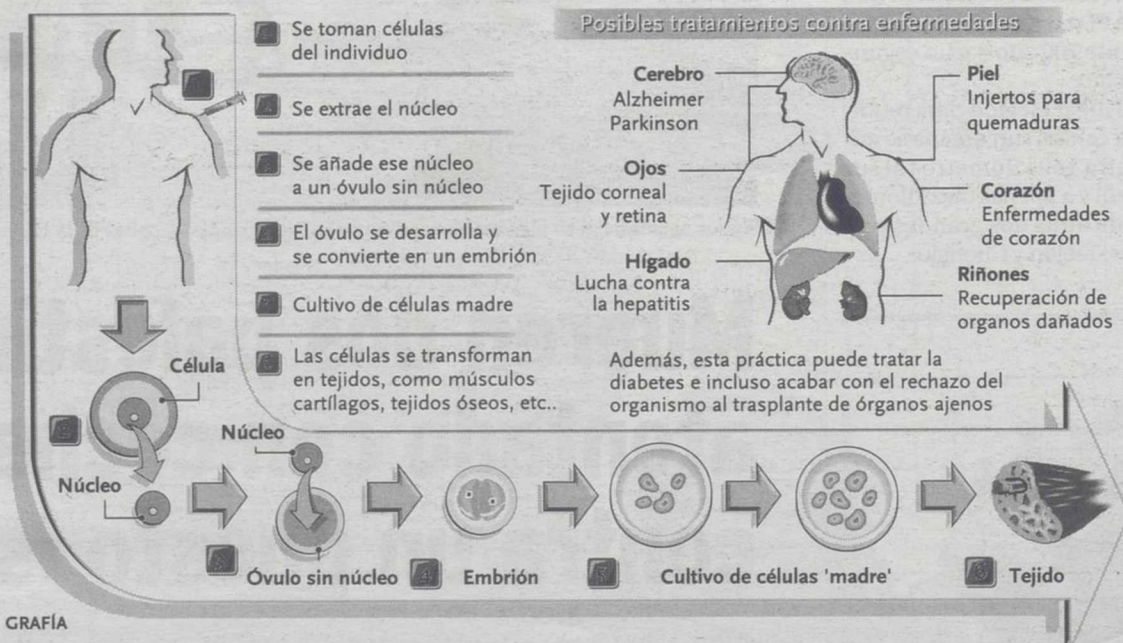 Se toman células
del individuo
Se extrae el núcleo
Se añade ese núcleo
a un óvulo sin núcleo
El óvulo se desarrolla y
se convierte en un embrión
Cultivo de células madre
Las células se transforman
en tejidos, como músculos
cartílagos, tejidos óseos, etc..
Posibles tratamientos contra enfermedades
Cerebro
Alzheimer
Parkinson
Ojos
Tejido corneal
y retina
Hígado
Lucha contra
la hepatitis
Piel
Injertos para
quemaduras
Corazón
Enfermedades
de corazón
Riñones
Recuperación de
organos dañados
Además, esta práctica puede tratar la
diabetes e incluso acabar con el rechazo del
organismo al trasplante de órganos ajenos
Célula
Núcleo
Núcleo
Óvulo sin núcleo
4 Embrión
Cultivo de células 'madre'
6 Tejido
GRAFÍA